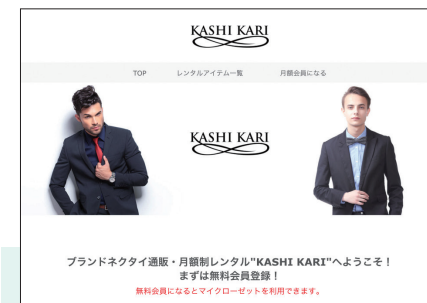 KASHI KARI
TOP レンタルアイテム一覧 月額会員になる
KASHI KARI
ブランドネクタイ通販・月額制レンタル"KASHI KARI"へようこそ！
まずは無料会員登録！
無料会員になるとマイクローゼットを利用できます。